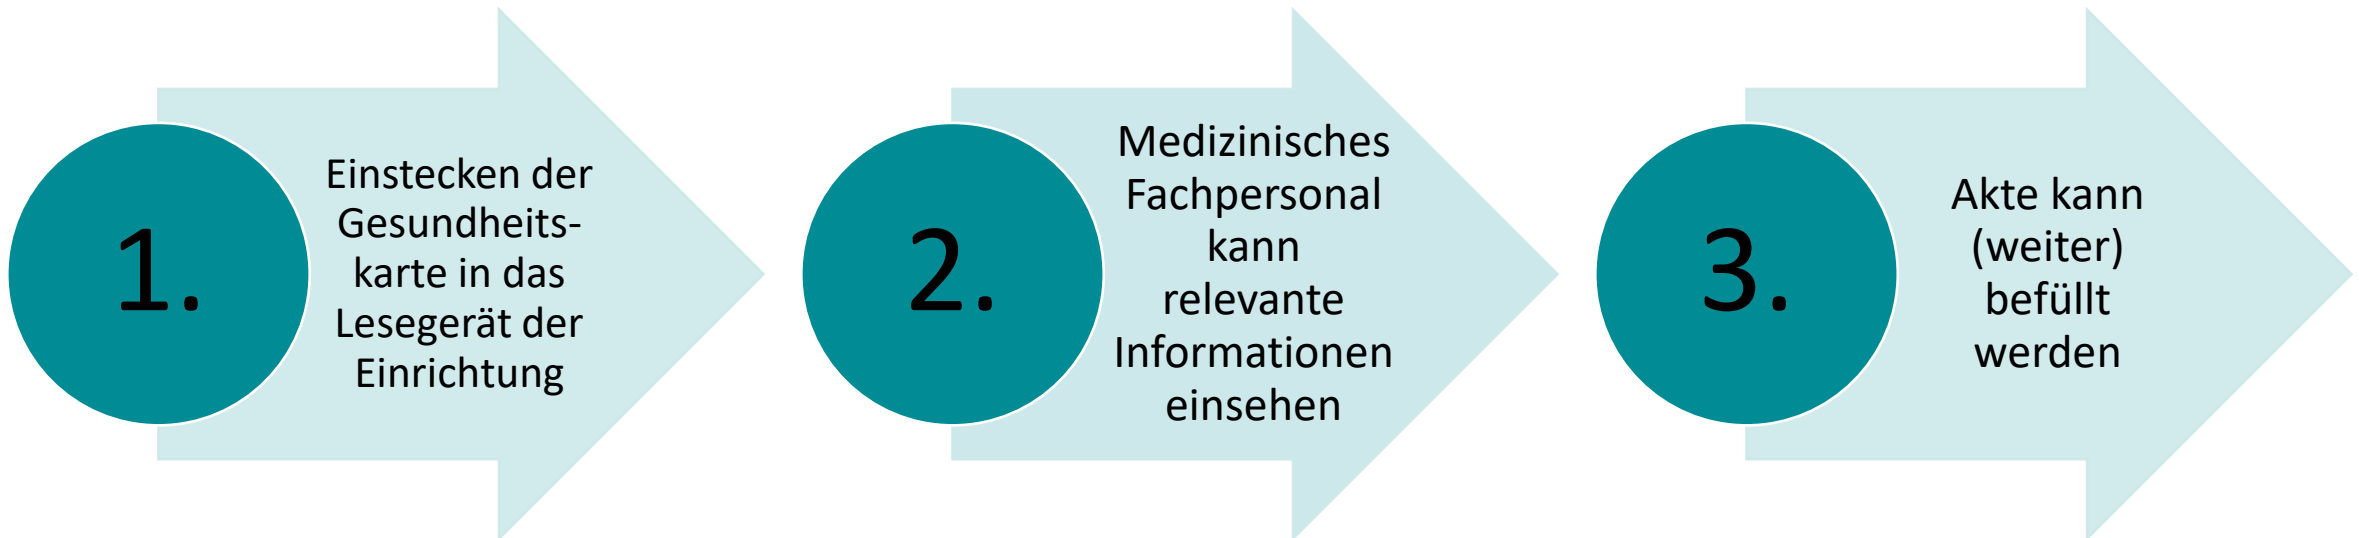 1.
Einstecken der
Gesundheits-
karte in das
Lesegerät der
Einrichtung
2.
Medizinisches
Fachpersonal
kann
relevante
Informationen
einsehen
3.
Akte kann
(weiter)
befüllt
werden